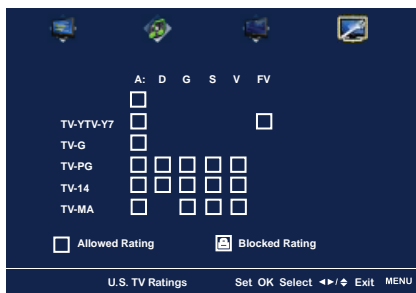 A: D G S V FV
TV-YTV-Y7
TV-G
TV-PG
TV-14
TV-MA
Allowed Rating Blocked Rating
U.S. TV Ratings Set OK Select ◄►/♦ Exit MENU